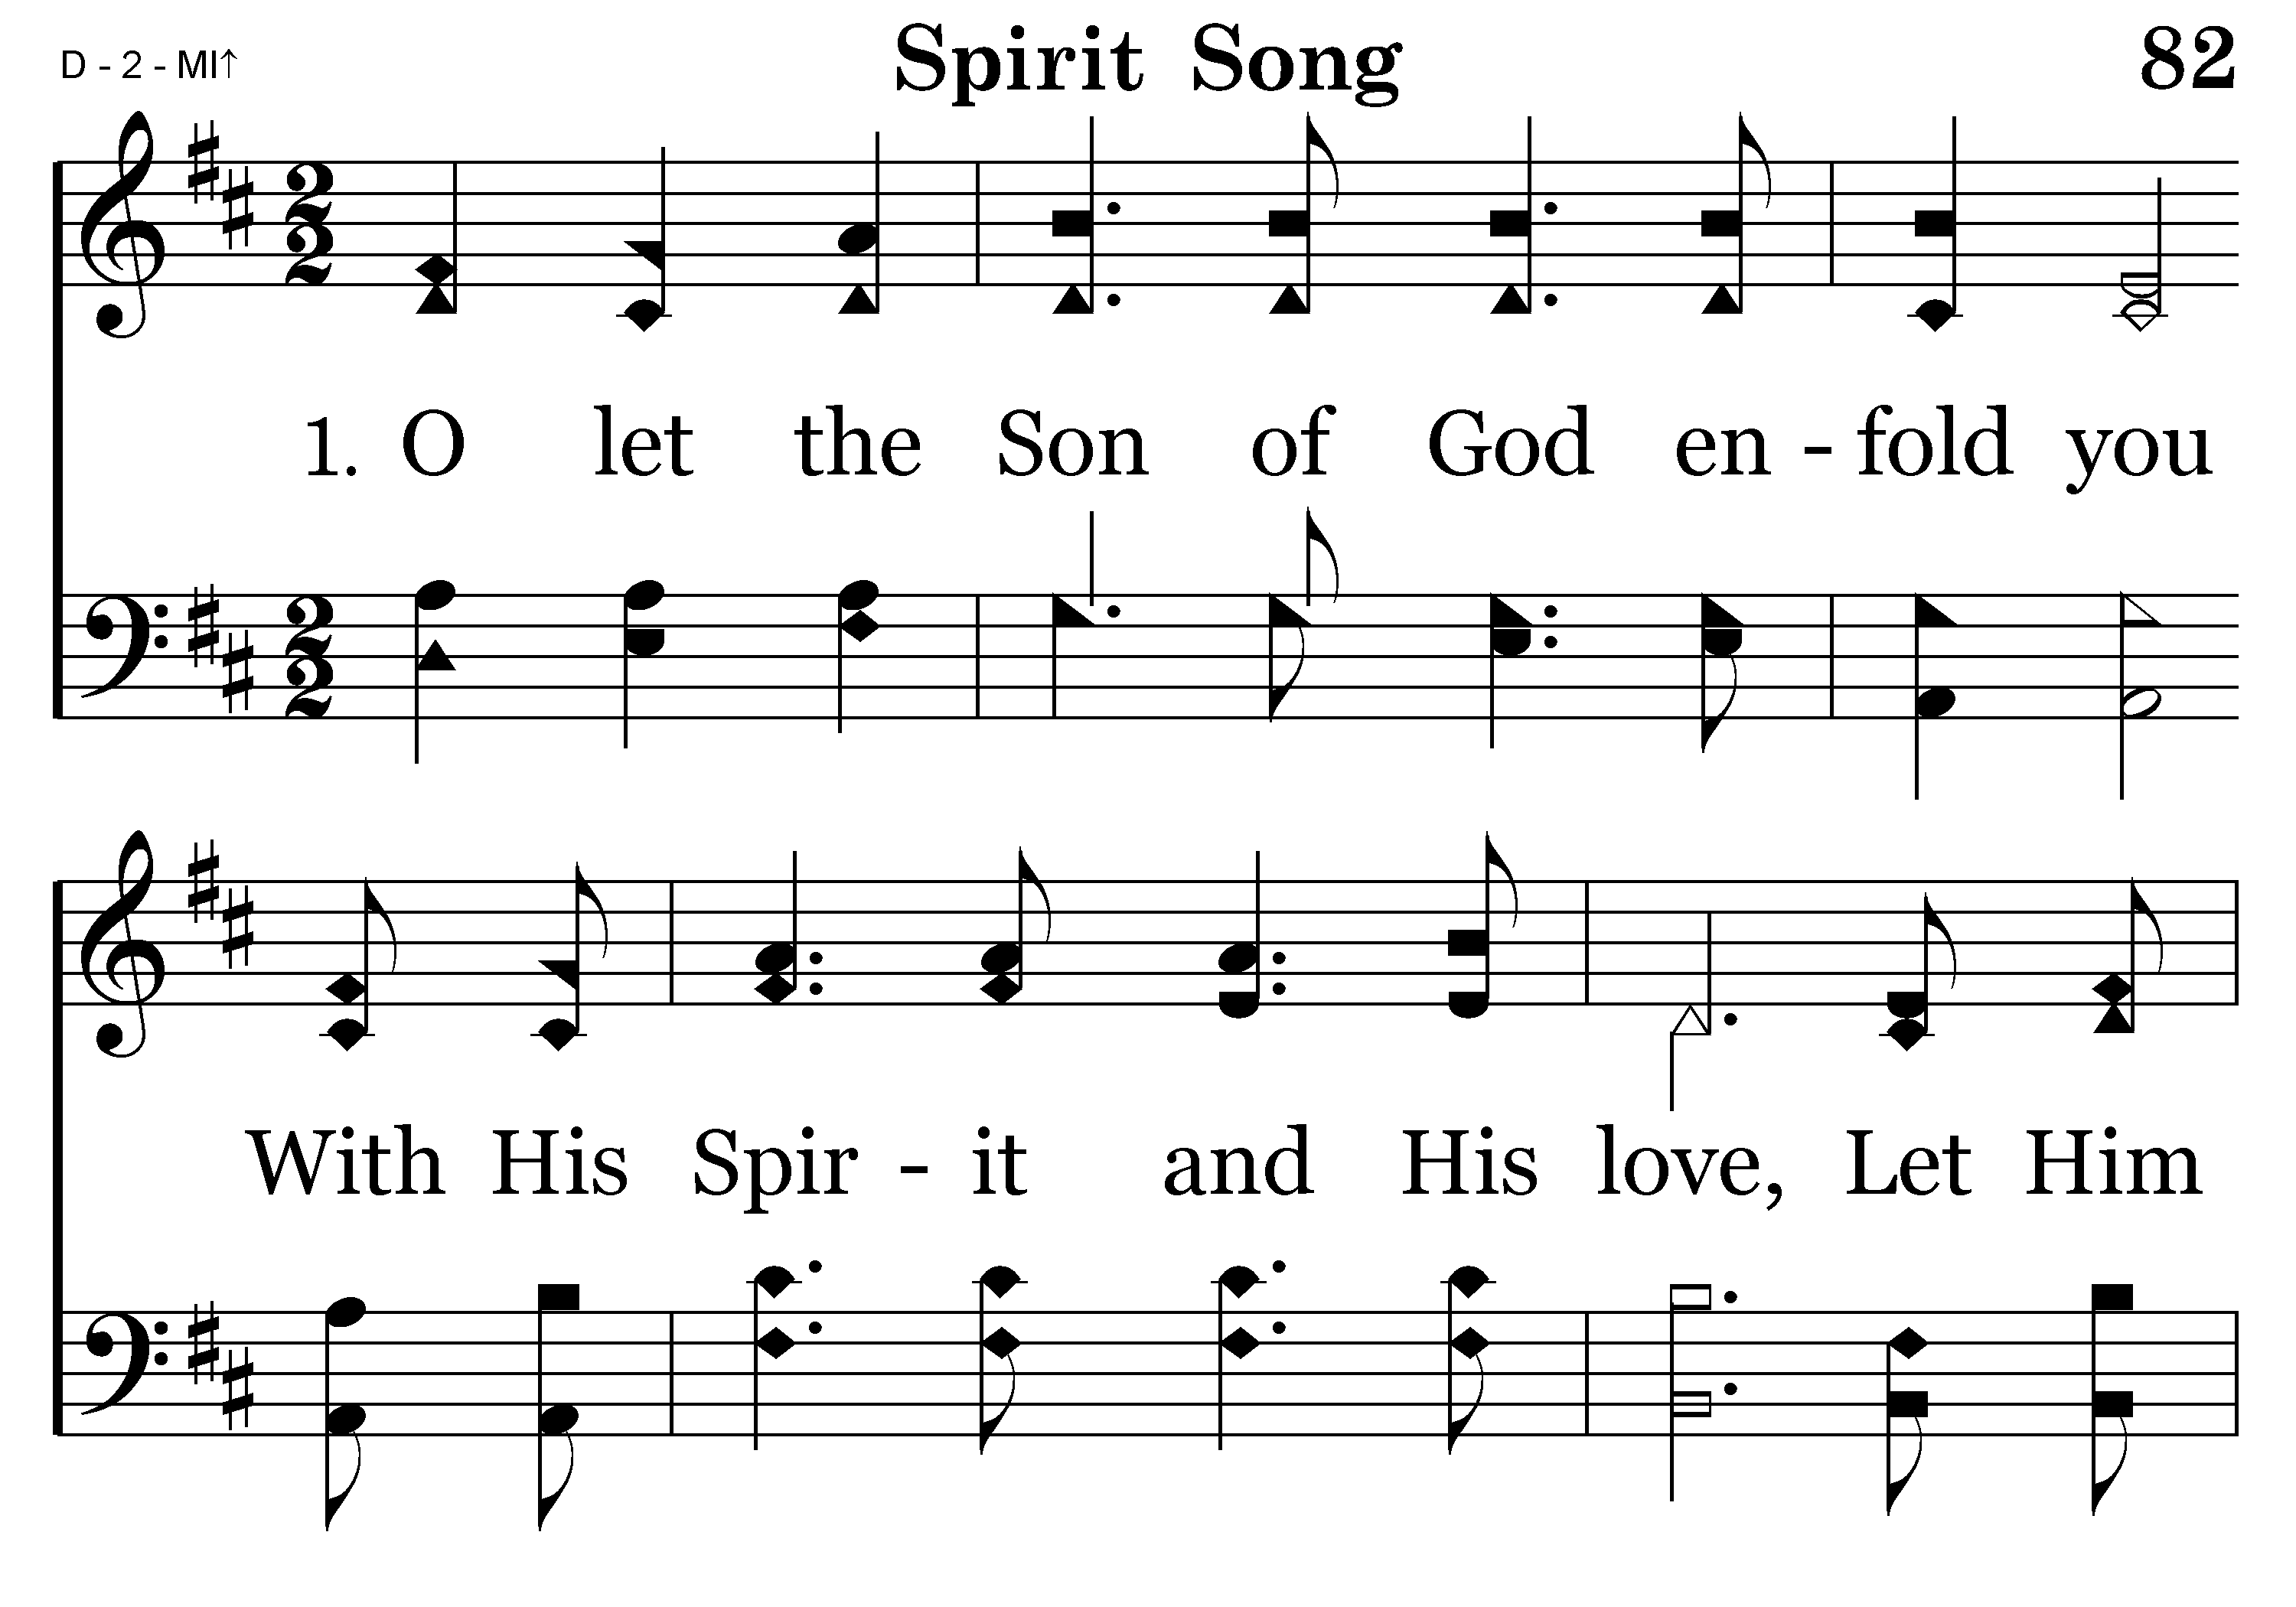 D - 2 - MI↑ Spirit Song 82
1. O let the Son of God en - fold you
With His Spir - it and His love, Let Him